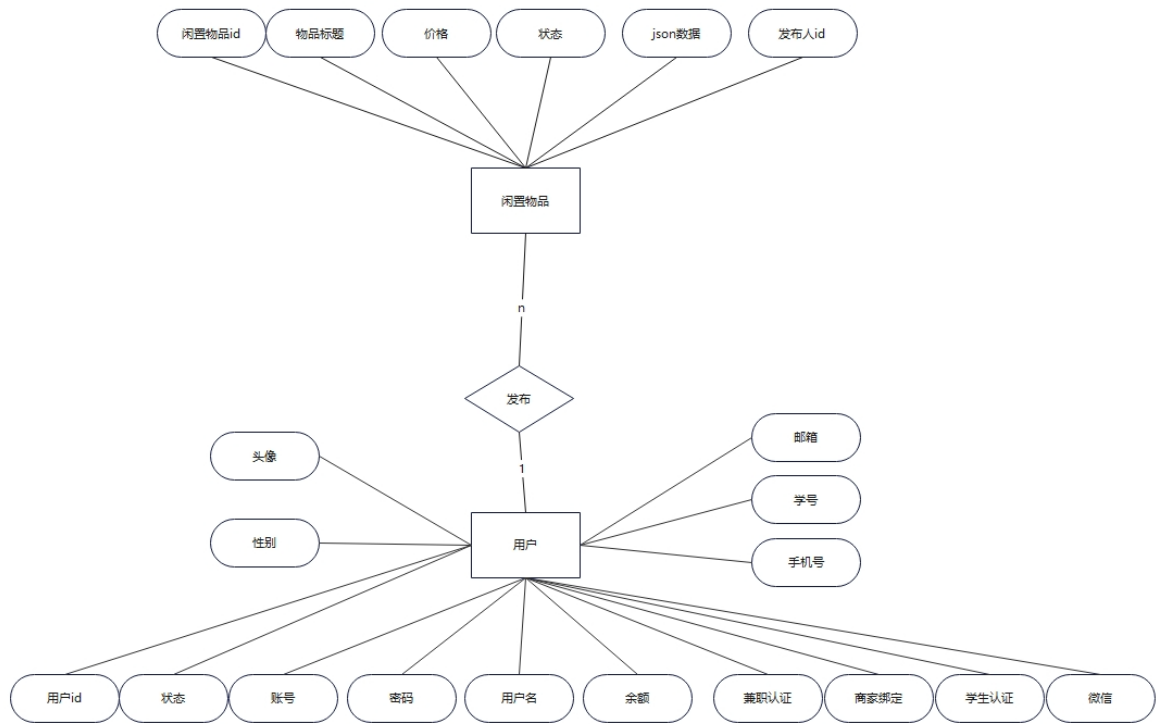 闲置物品id
物品标题
价格
状态
json数据
发布人id
闲置物品
n
发布
邮箱
头像
1
学号
性别
用户
手机号
用户id
状态
账号
密码
用户名
余额
兼职认证
商家绑定
学生认证
微信